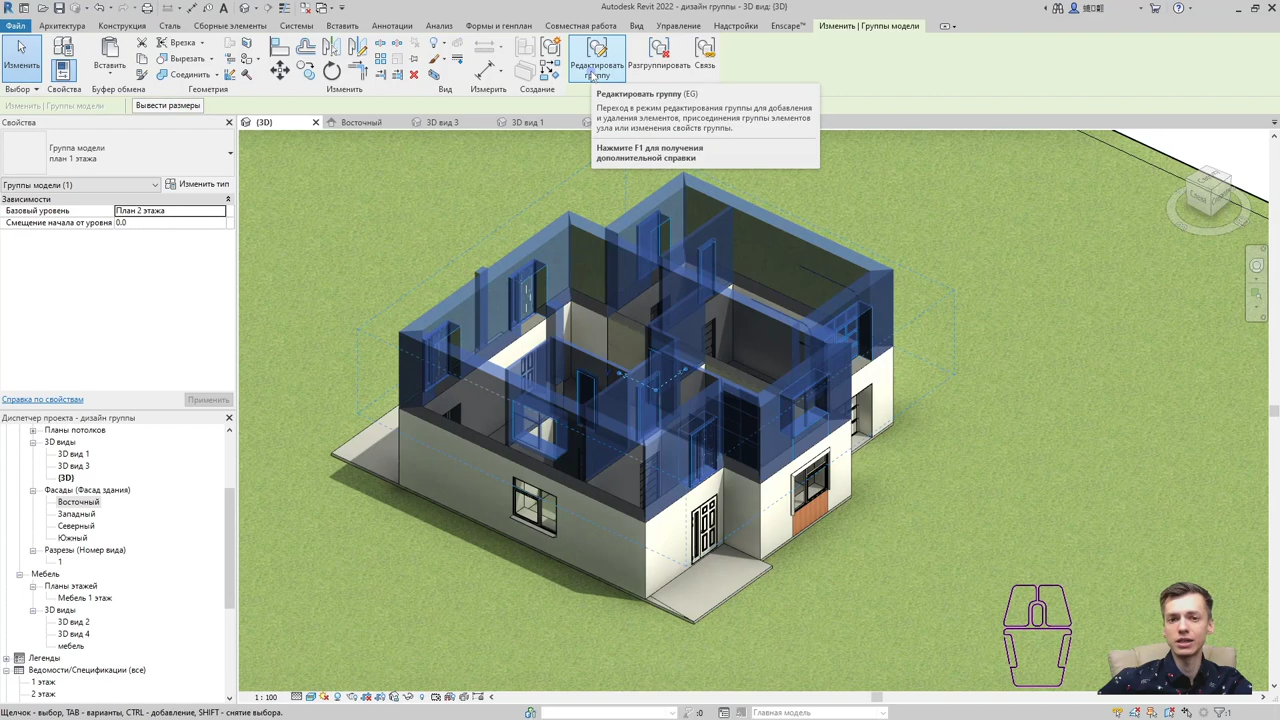 Autodesk Revit 2022 - дизайн группы - 3D вид: {3D}
Файл Архитектура Конструкция Сталь Сборные элементы Системы Вставить Аннотации Анализ Формы и генплан Совместная работа Вид Управление Надстройки Enscape™ Изменить | Группы модели
Изменить Вставить Врезка Вырезать Соединить Редактировать группу Разгруппировать Связь
Выбор Свойства Буфер обмена Геометрия Изменить Вид Измерить Создание
Изменить | Группы модели Вывести размеры
Редактировать группу (EG)
Переход в режим редактирования группы для добавления
и удаления элементов, присоединения группы элементов
узла или изменения свойств группы.
Нажмите F1 для получения
дополнительной справки
Свойства
{3D} Восточный 3D вид 3 3D вид 1
Группа модели
план 1 этажа
Группы модели (1) Изменить тип
Зависимости
Базовый уровень План 2 этажа
Смещение начала от уровня 0.0
Справка по свойствам Применить
Диспетчер проекта - дизайн группы
Планы потолков
3D виды
3D вид 1
3D вид 3
{3D}
Фасады (Фасад здания)
Восточный
Западный
Северный
Южный
Разрезы (Номер вида)
1
Мебель
Планы этажей
Мебель 1 этаж
3D виды
3D вид 2
3D вид 4
мебель
Легенды
Ведомости/Спецификации (все)
1 этаж
2 этаж
1 : 100
Щелчок - выбор, TAB - варианты, CTRL - добавление, SHIFT - снятие выбора. :0 Главная модель :1